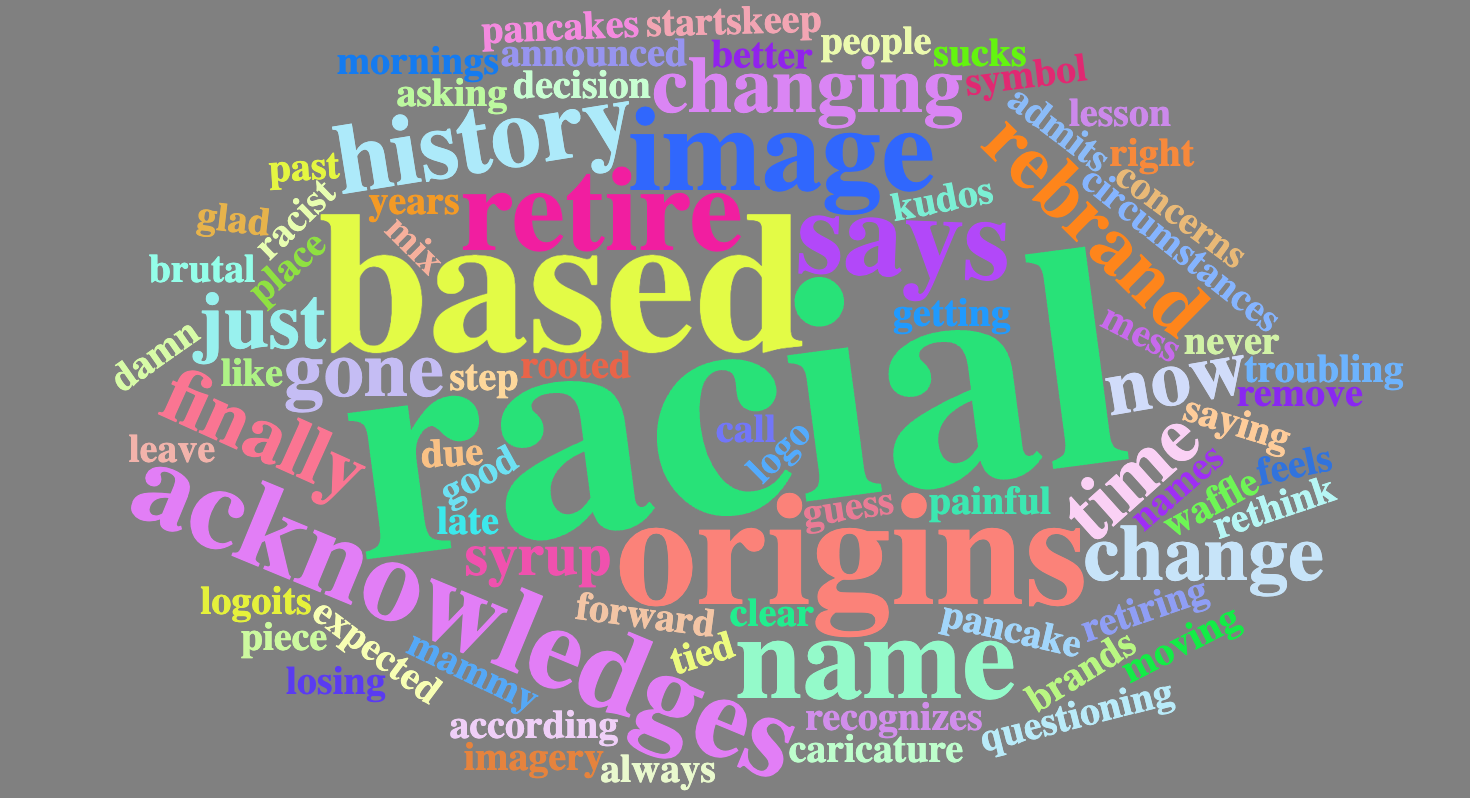 pancakes startskeep
mornings announced better people sucks
asking decision changing symbol
history image admits lesson
past rebrand right
racist years retire kudos concerns
glad mix says circumstances
brutal place based
just getting mess never
damn like gone step rooted racial now troubling
finally remove
leave due call logo time saying
acknowledges good names waffle feels
late guess painful rethink
syrup origins change
logoits expected forward clear pancake retiring
piece mammy tied name brands moving
losing
according recognizes questioning
imagery always caricature